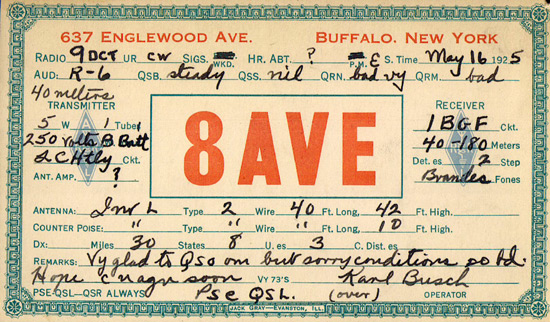 637 ENGLEWOOD AVE. BUFFALO. NEW YORK
RADIO 9DCT UR CW SIGS. WKD. HR. ABT. ? P.M. E S. TIME May 16 1925
AUD: R-6 QSB. steady QSS. nil QRN. bad vy QRM. bad
40 meters
TRANSMITTER
5 W 1 Tube
250 volts B Batt
Ckt.
ANT. AMP. ?
8AVE
RECEIVER
1BGF Ckt.
40-180 METERS
DET. ES 2 STEP
Brandes FONES
ANTENNA: Inv L TYPE 2 WIRE 40 FT. LONG, 42 FT. HIGH.
COUNTER POISE: " TYPE " WIRE " FT. LONG, 10 FT. HIGH.
DX: MILES 30 STATES 8 U. ES 3 C. DIST. ES
REMARKS: Vy glad to Qso om but sorry conditions so bd.
Hope c u agn soon VY 73'S Karl Busch
PSE-QSL-QSR ALWAYS Pse QSL. (over) OPERATOR
JACK GRAY—EVANSTON, ILL.